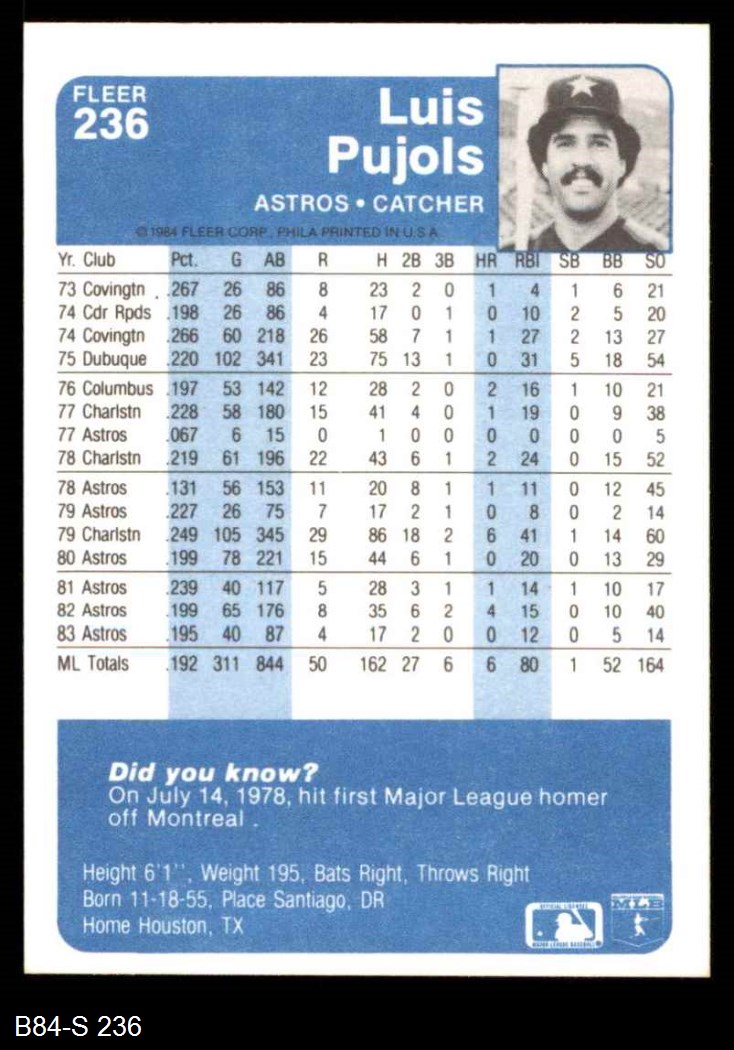 FLEER
236
Luis
Pujols
ASTROS • CATCHER
© 1984 FLEER CORP., PHILA PRINTED IN U.S.A.
Yr. Club Pct. G AB R H 2B 3B HR RBI SB BB SO
73 Covingtn .267 26 86 8 23 2 0 1 4 1 6 21
74 Cdr Rpds .198 26 86 4 17 0 1 0 10 2 5 20
74 Covingtn .266 60 218 26 58 7 1 1 27 2 13 27
75 Dubuque .220 102 341 23 75 13 1 0 31 5 18 54
76 Columbus .197 53 142 12 28 2 0 2 16 1 10 21
77 Charlstn .228 58 180 15 41 4 0 1 19 0 9 38
77 Astros .067 6 15 0 1 0 0 0 0 0 0 5
78 Charlstn .219 61 196 22 43 6 1 2 24 0 15 52
78 Astros .131 56 153 11 20 8 1 1 11 0 12 45
79 Astros .227 26 75 7 17 2 1 0 8 0 2 14
79 Charlstn .249 105 345 29 86 18 2 6 41 1 14 60
80 Astros .199 78 221 15 44 6 1 0 20 0 13 29
81 Astros .239 40 117 5 28 3 1 1 14 1 10 17
82 Astros .199 65 176 8 35 6 2 4 15 0 10 40
83 Astros .195 40 87 4 17 2 0 0 12 0 5 14
ML Totals .192 311 844 50 162 27 6 6 80 1 52 164
Did you know?
On July 14, 1978, hit first Major League homer
off Montreal .
Height 6'1'', Weight 195, Bats Right, Throws Right
Born 11-18-55, Place Santiago, DR
Home Houston, TX
OFFICIAL LICENSEE
MAJOR LEAGUE BASEBALL
MLB
B84-S 236